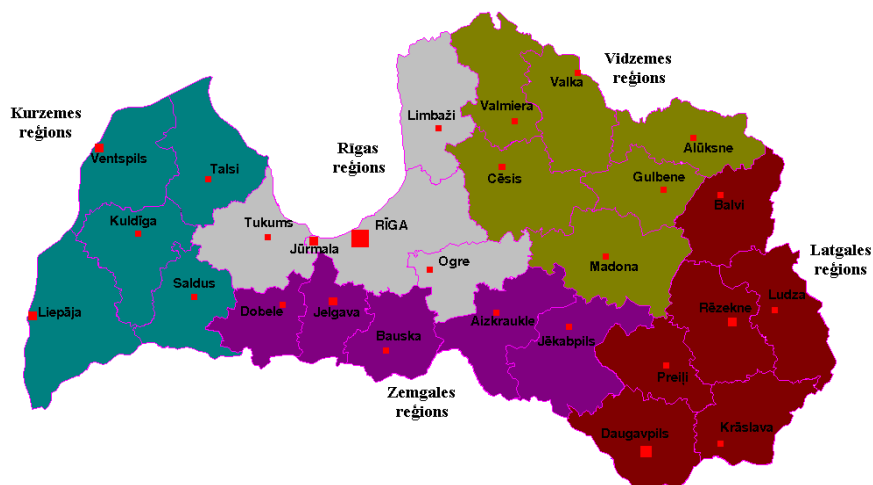 Vidzemes
reģions
Valka
Kurzemes
reģions
Limbaži
Valmiera
Rīgas
reģions
Alūksne
Ventspils
Talsi
Cēsis
Gulbene
Balvi
Kuldīga
Tukums
RĪGA
Jūrmala
Latgales
reģions
Ogre
Madona
Saldus
Ludza
Liepāja
Dobele
Jelgava
Aizkraukle
Rēzekne
Bauska
Jēkabpils
Preiļi
Zemgales
reģions
Daugavpils
Krāslava